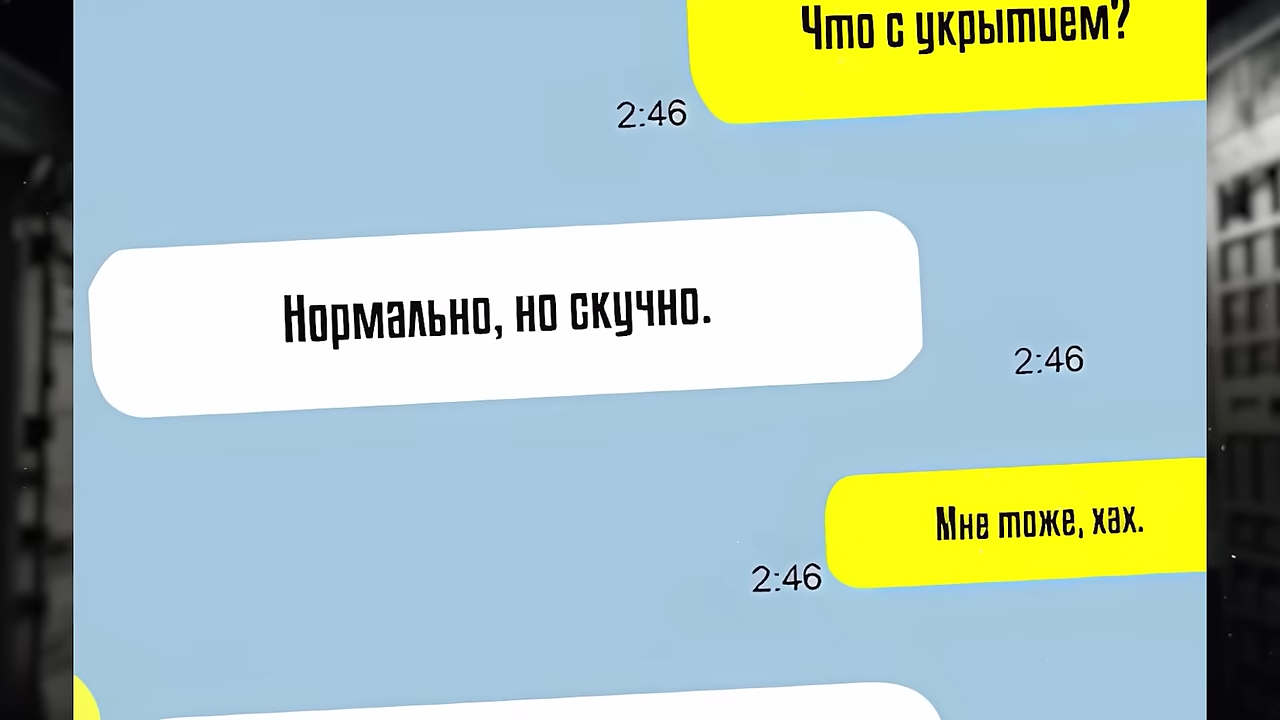 Что с укрытием?
2:46
Нормально, но скучно.
2:46
Мне тоже, хах.
2:46